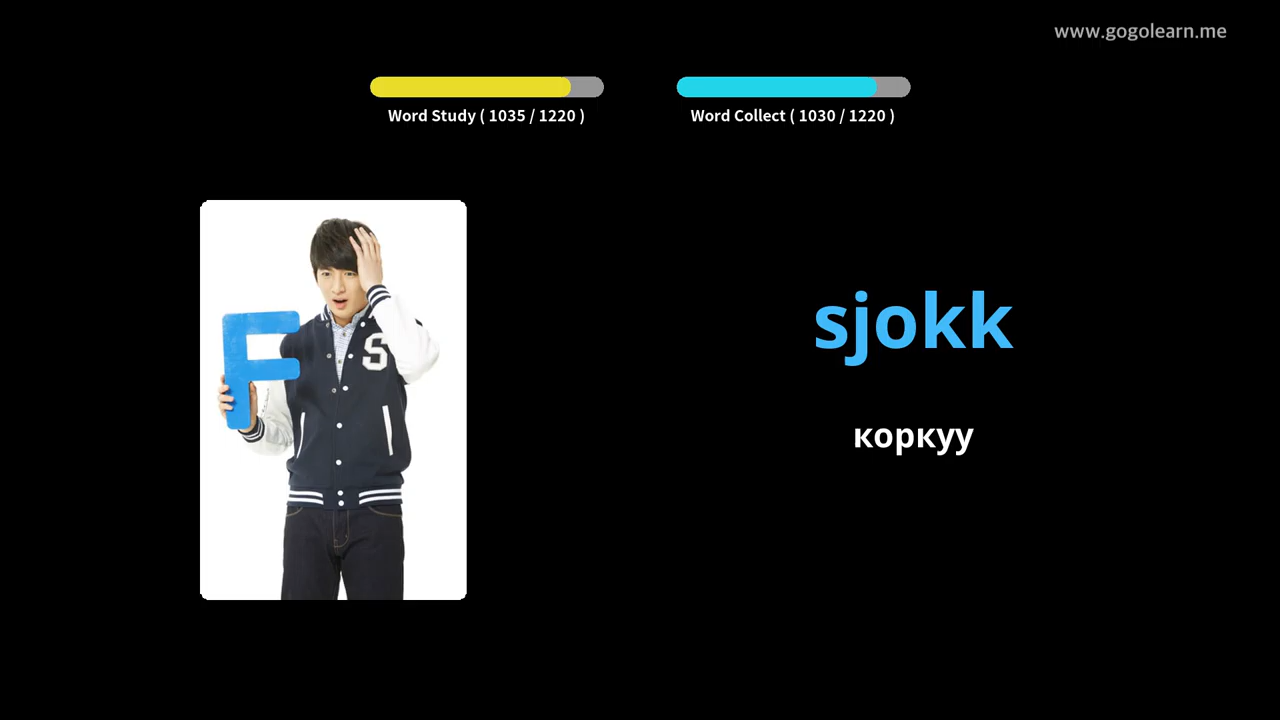 www.gogolearn.me
Word Study ( 1035 / 1220 )
Word Collect ( 1030 / 1220 )
F
S
sjokk
коркуу